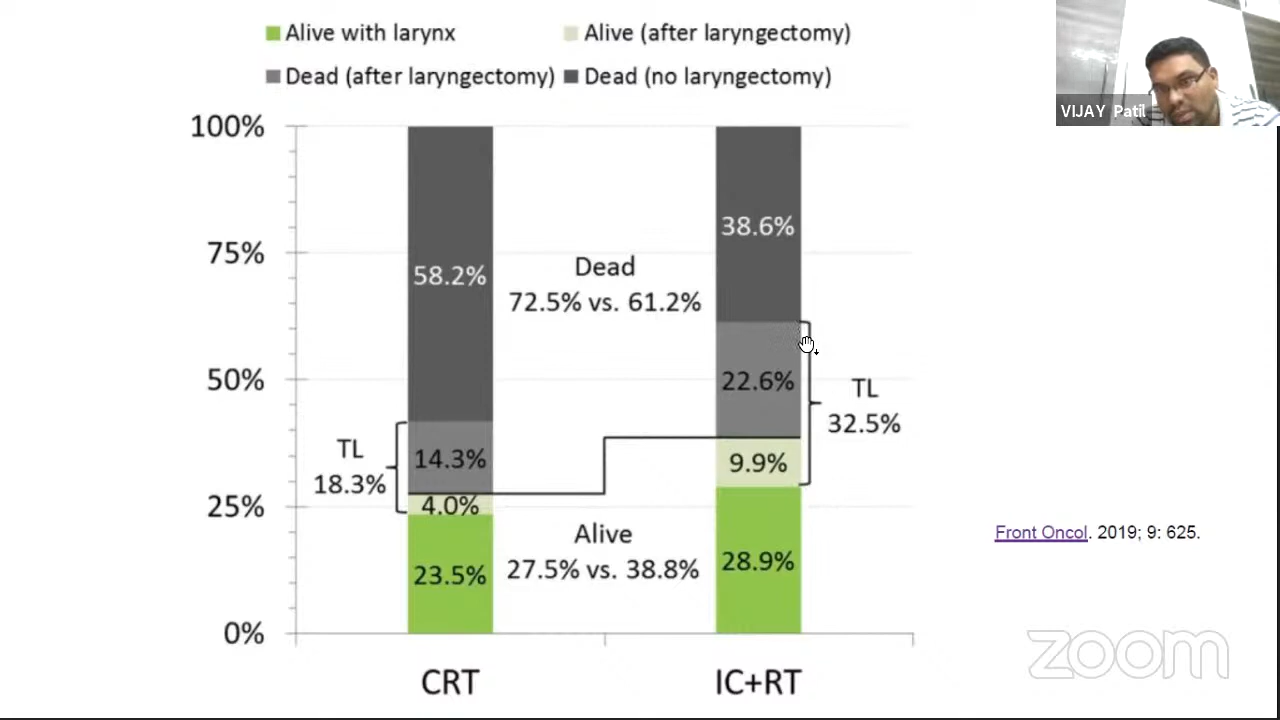 Alive with larynx
Alive (after laryngectomy)
Dead (after laryngectomy)
Dead (no laryngectomy)
VIJAY Patil
100%
75%
50%
25%
0%
58.2%
14.3%
4.0%
23.5%
TL
18.3%
Dead
72.5% vs. 61.2%
Alive
27.5% vs. 38.8%
38.6%
22.6%
9.9%
28.9%
TL
32.5%
CRT
IC+RT
Front Oncol. 2019; 9: 625.
zoom